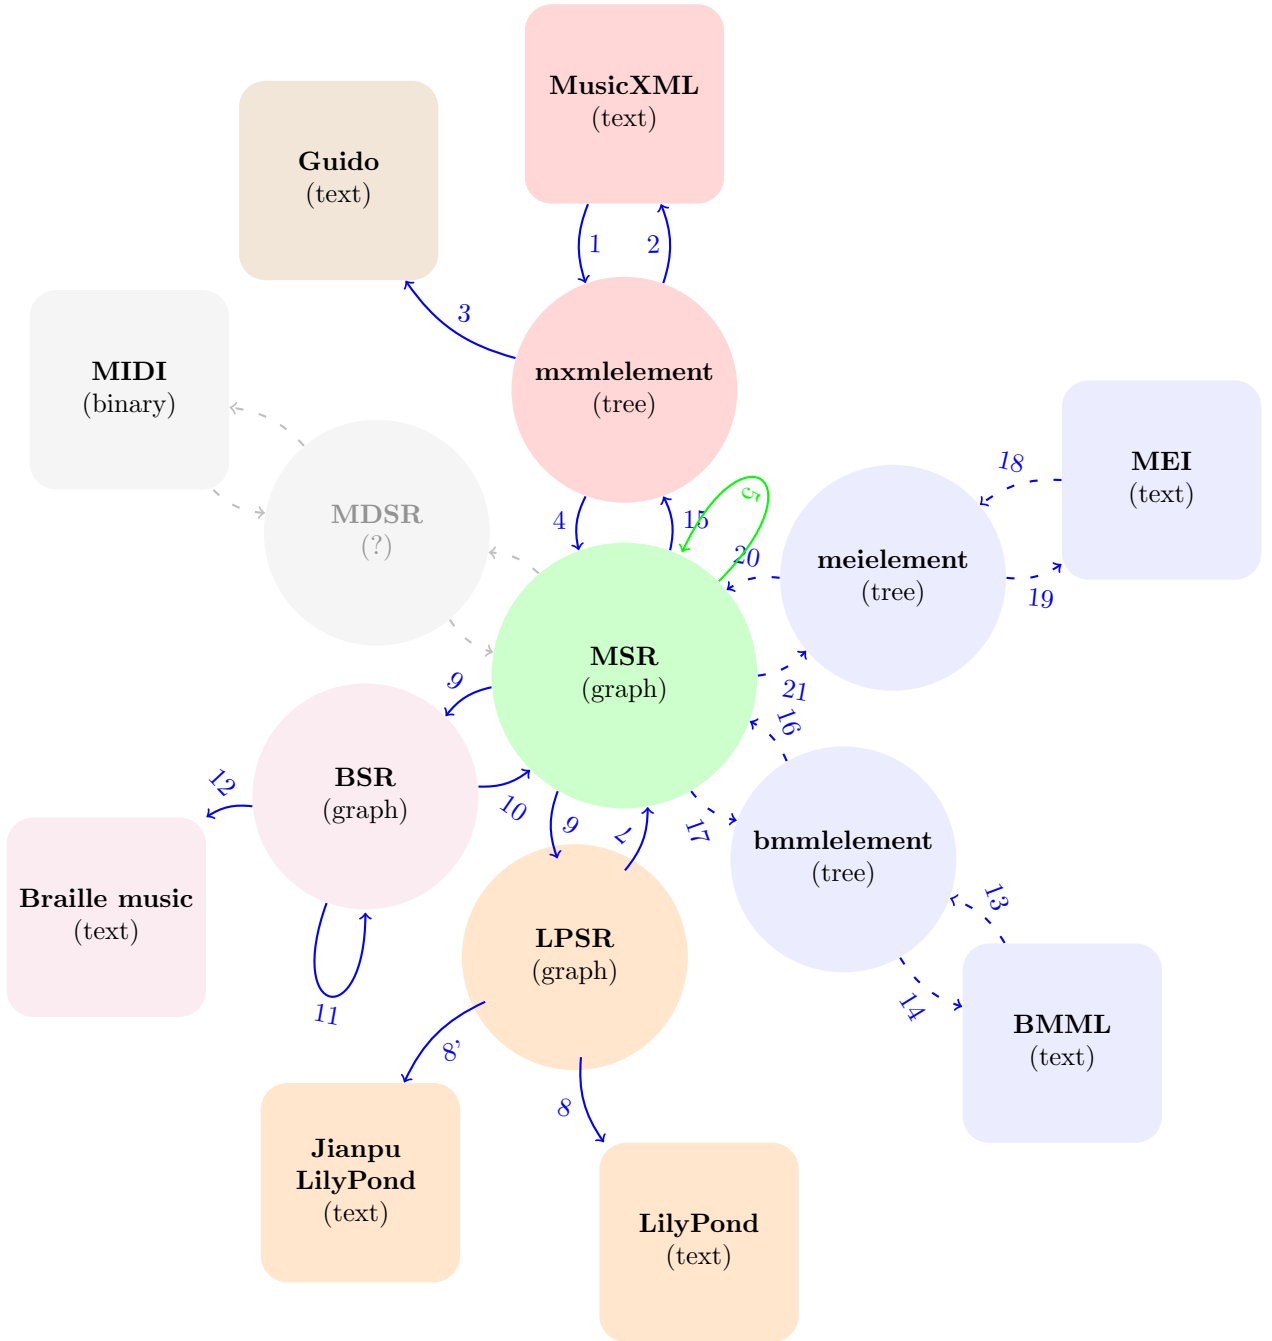 MusicXML
(text)
Guido
(text)
1
2
3
MIDI
(binary)
mxmlelement
(tree)
MEI
(text)
18
19
MDSR
(?)
4
15
5
20
meielement
(tree)
MSR
(graph)
21
16
17
9
10
BSR
(graph)
12
11
6
7
bmmlelement
(tree)
13
14
Braille music
(text)
LPSR
(graph)
8'
8
BMML
(text)
Jianpu
LilyPond
(text)
LilyPond
(text)